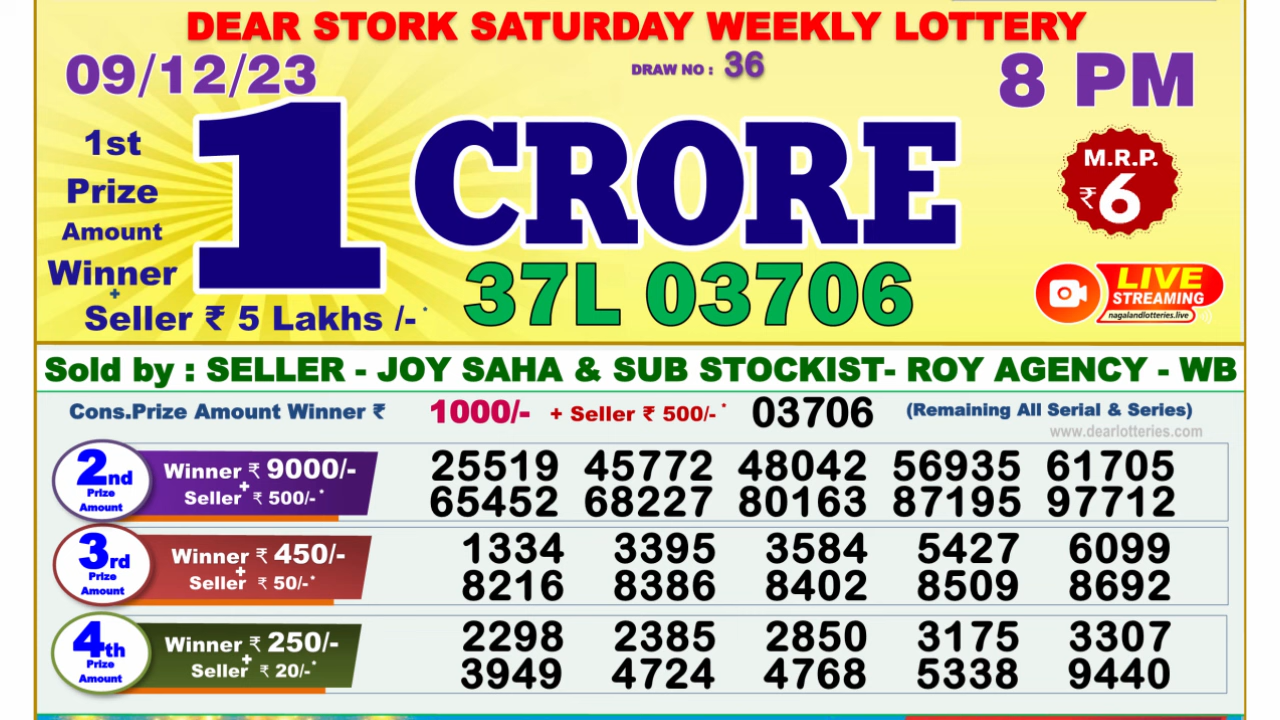 DEAR STORK SATURDAY WEEKLY LOTTERY
09/12/23
DRAW NO : 36
8 PM
1st
Prize
Amount
Winner
+
Seller ₹ 5 Lakhs /-*
1 CRORE
37L 03706
M.R.P.
₹6
LIVE
STREAMING
nagalandlotteries.live
Sold by : SELLER - JOY SAHA & SUB STOCKIST- ROY AGENCY - WB
Cons.Prize Amount Winner ₹ 1000/- + Seller ₹ 500/-* 03706 (Remaining All Serial & Series)
www.dearlotteries.com
2nd
Prize
Amount
Winner ₹ 9000/-
+
Seller ₹ 500/-*
25519 45772 48042 56935 61705
65452 68227 80163 87195 97712
3rd
Prize
Amount
Winner ₹ 450/-
+
Seller ₹ 50/-*
1334 3395 3584 5427 6099
8216 8386 8402 8509 8692
4th
Prize
Amount
Winner ₹ 250/-
+
Seller ₹ 20/-*
2298 2385 2850 3175 3307
3949 4724 4768 5338 9440